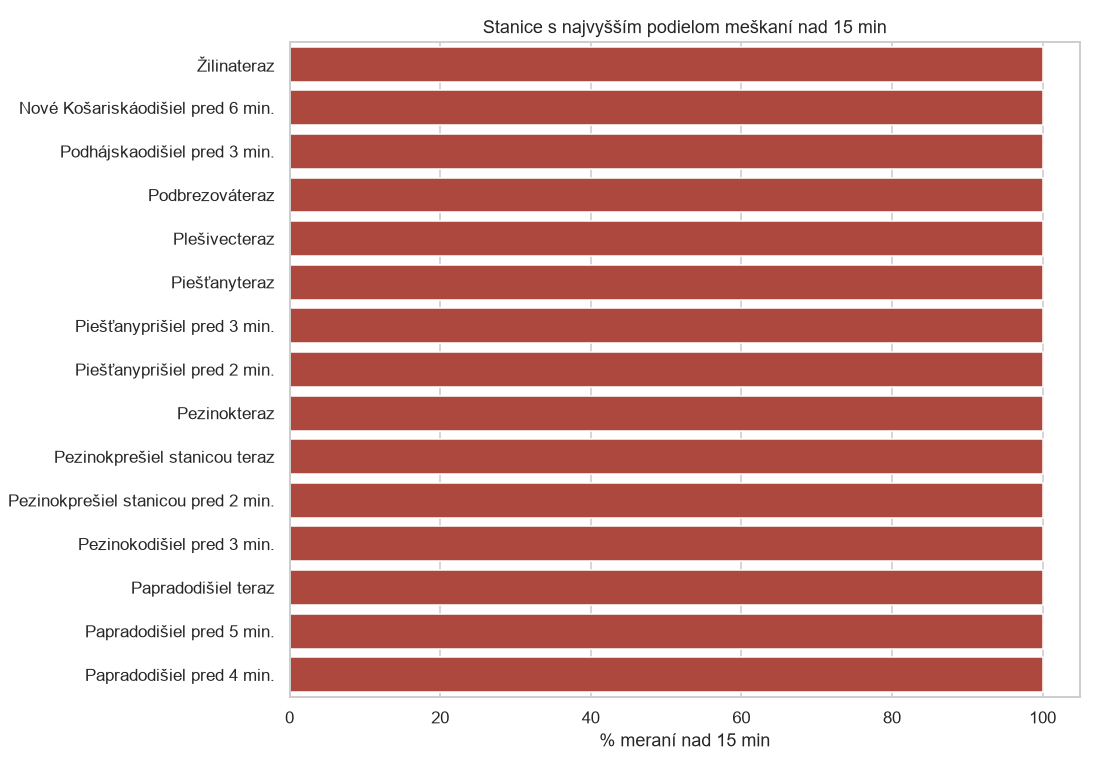 Stanice s najvyšším podielom meškaní nad 15 min
Žilinateraz
Nové Košariskáodišiel pred 6 min.
Podhájskaodišiel pred 3 min.
Podbrezováteraz
Plešivecteraz
Piešťanyteraz
Piešťanyprišiel pred 3 min.
Piešťanyprišiel pred 2 min.
Pezinokteraz
Pezinokprešiel stanicou teraz
Pezinokprešiel stanicou pred 2 min.
Pezinokodišiel pred 3 min.
Papradodišiel teraz
Papradodišiel pred 5 min.
Papradodišiel pred 4 min.
0 20 40 60 80 100
% meraní nad 15 min